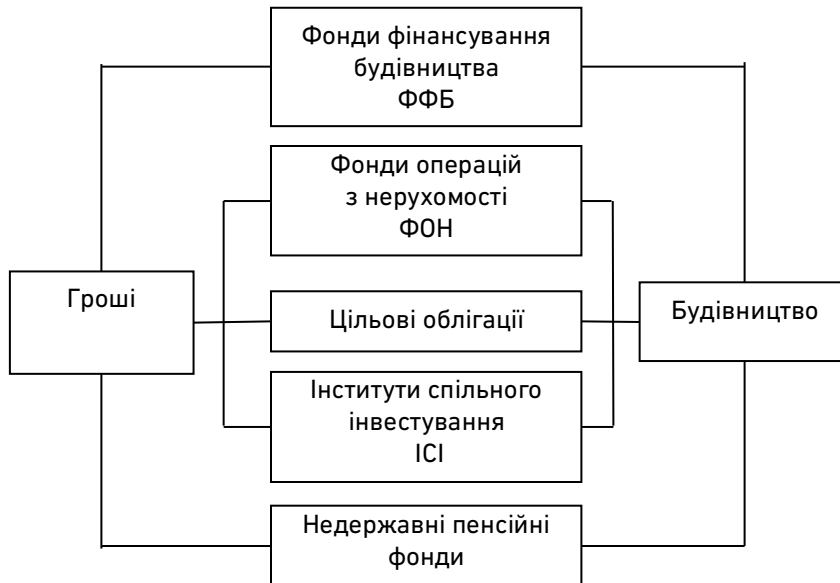 Фонди фінансування
будівництва
ФФБ
Фонди операцій
з нерухомості
ФОН
Гроші
Цільові облігації
Будівництво
Інститути спільного
інвестування
ІСІ
Недержавні пенсійні
фонди